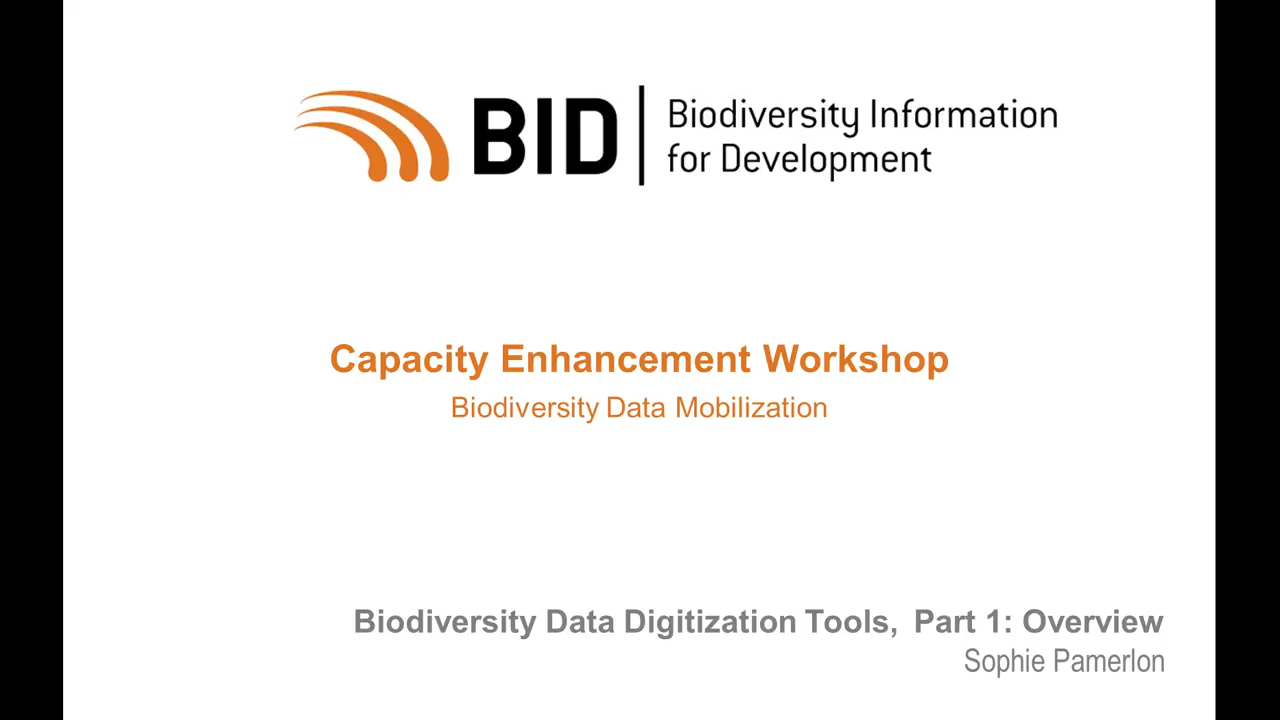 BID
Biodiversity Information
for Development
Capacity Enhancement Workshop
Biodiversity Data Mobilization
Biodiversity Data Digitization Tools, Part 1: Overview
Sophie Pamerlon